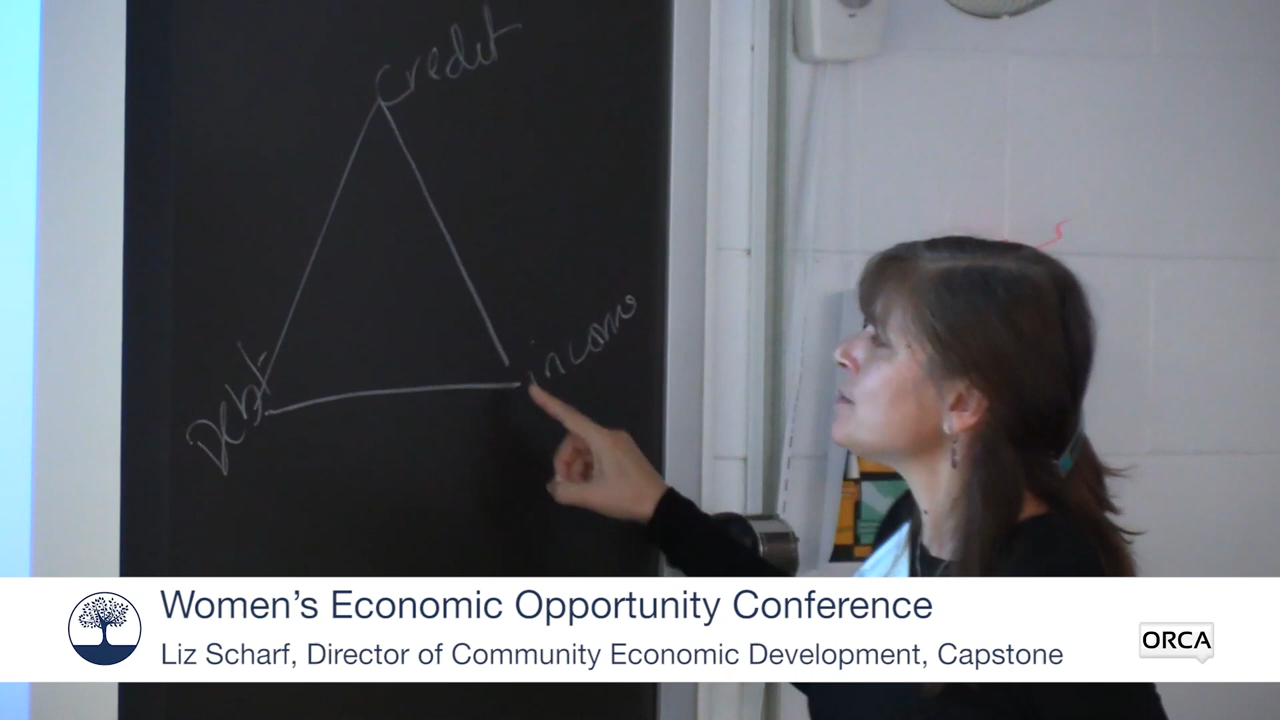 Credit
income
Debt
Women's Economic Opportunity Conference
Liz Scharf, Director of Community Economic Development, Capstone
ORCA